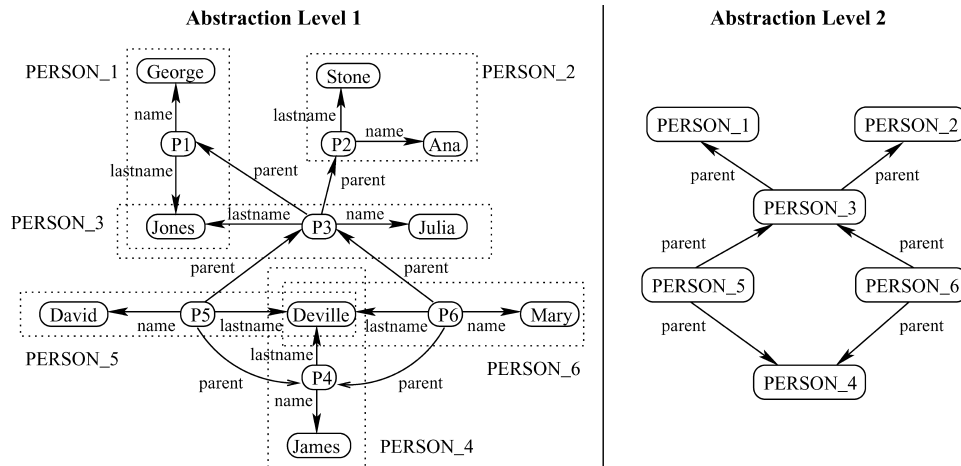 Abstraction Level 1
Abstraction Level 2
PERSON_1
George
Stone
PERSON_2
name
lastname
P1
P2
name
Ana
lastname
parent
parent
PERSON_3
Jones
lastname
P3
name
Julia
parent
parent
David
name
P5
lastname
Deville
lastname
P6
name
Mary
PERSON_5
lastname
PERSON_6
parent
P4
parent
name
James
PERSON_4
PERSON_1
PERSON_2
parent
parent
PERSON_3
parent
parent
PERSON_5
PERSON_6
parent
parent
PERSON_4